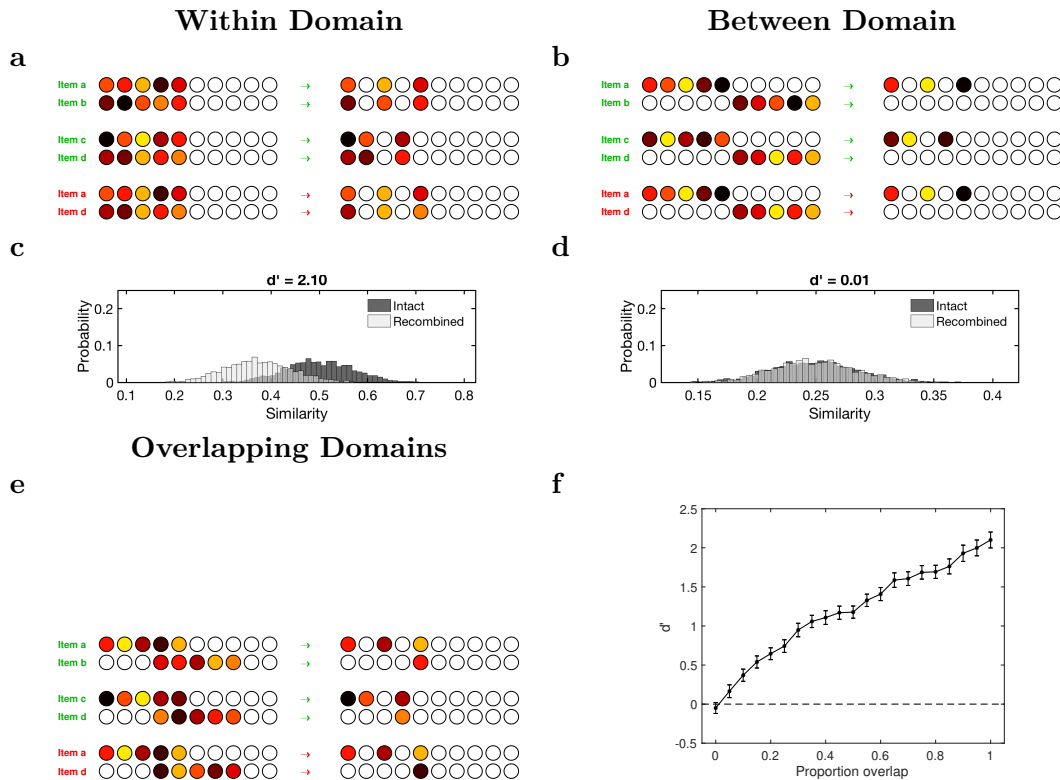 Within Domain
Between Domain
a
b
Item a → 
Item b →
Item c →
Item d →
Item a →
Item d →
Item a →
Item b →
Item c →
Item d →
Item a →
Item d →
c
d
d' = 2.10
Probability
0.2
0.1
0
Intact
Recombined
0.1 0.2 0.3 0.4 0.5 0.6 0.7 0.8
Similarity
d' = 0.01
Probability
0.2
0.1
0
Intact
Recombined
0.15 0.2 0.25 0.3 0.35 0.4
Similarity
Overlapping Domains
e
f
Item a →
Item b →
Item c →
Item d →
Item a →
Item d →
2.5
2
1.5
1
0.5
0
-0.5
d'
0 0.2 0.4 0.6 0.8 1
Proportion overlap